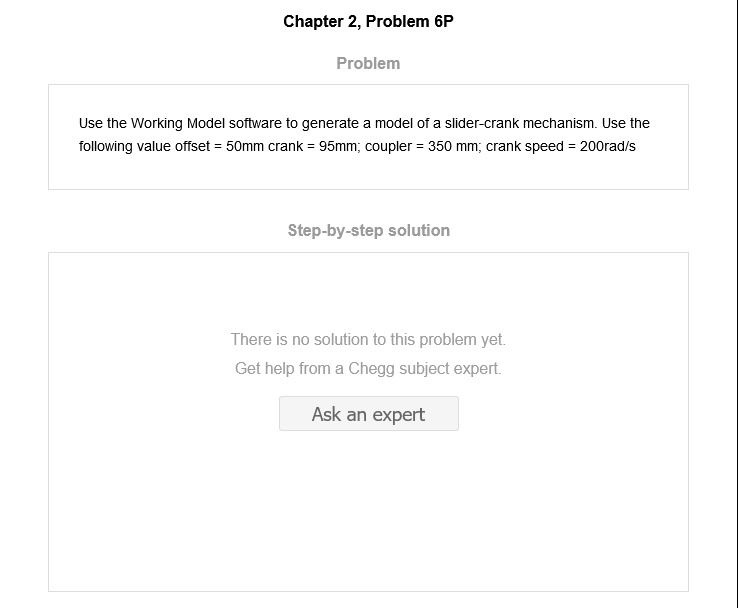 Chapter 2, Problem 6P
Problem
Use the Working Model software to generate a model of a slider-crank mechanism. Use the
following value offset = 50mm crank = 95mm; coupler = 350 mm; crank speed = 200rad/s
Step-by-step solution
There is no solution to this problem yet.
Get help from a Chegg subject expert.
Ask an expert